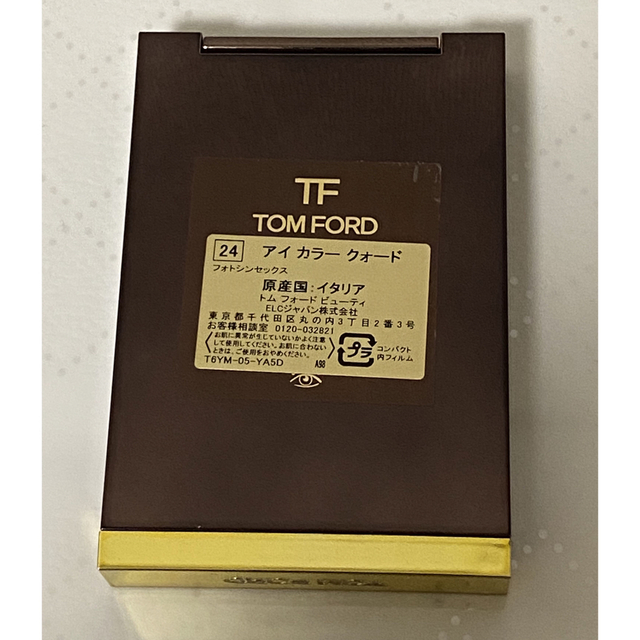 TF
TOM FORD
24 アイ カラー クォード
フォトシンセックス
原産国:イタリア
トム フォード ビューティ
ELCジャパン株式会社
東京都千代田区丸の内3丁目2番3号
お客様相談室 0120-032821
お肌に異常が生じていないかよく注意
して使用してください。お肌に合わない
ときは、ご使用をおやめください。
プラ
コンパクト
内フィルム
T6YM-05-YA5D A98